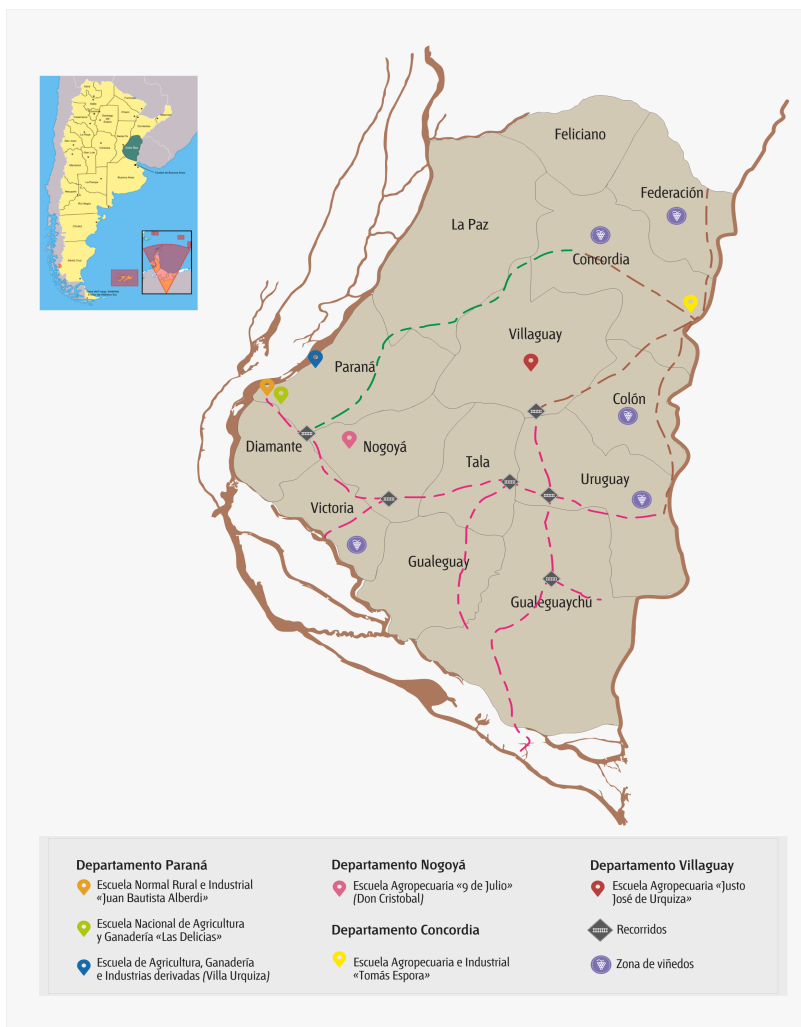 Feliciano
Federación
La Paz
Concordia
Villaguay
Paraná
Colón
Diamante
Nogoyá
Tala
Uruguay
Victoria
Gualeguay
Gualeguaychú
Departamento Paraná
Escuela Normal Rural e Industrial
«Juan Bautista Alberdi»
Escuela Nacional de Agricultura
y Ganadería «Las Delicias»
Escuela de Agricultura, Ganadería
e Industrias derivadas (Villa Urquiza)
Departamento Nogoyá
Escuela Agropecuaria «9 de Julio»
(Don Cristobal)
Departamento Concordia
Escuela Agropecuaria e Industrial
«Tomás Espora»
Departamento Villaguay
Escuela Agropecuaria «Justo
José de Urquiza»
Recorridos
Zona de viñedos